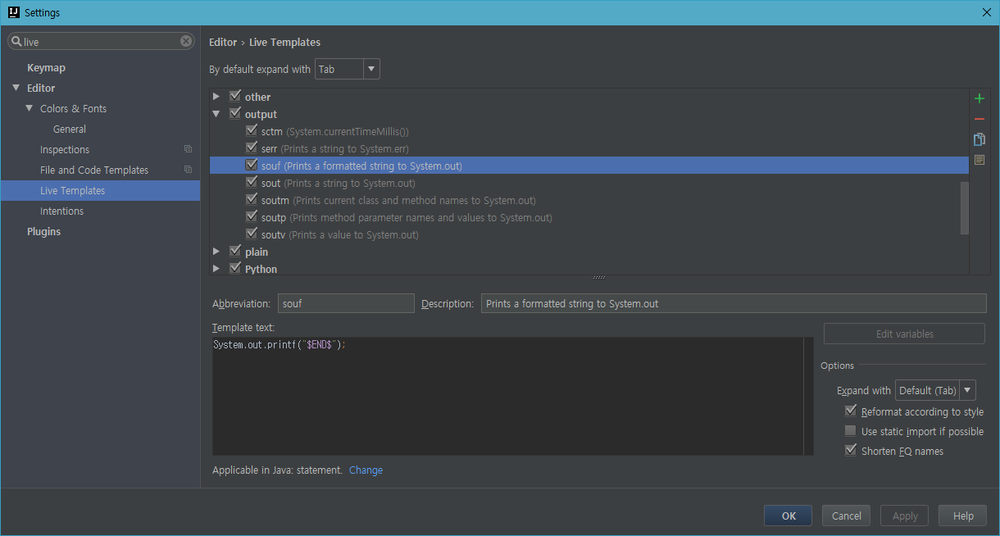 IJ Settings
live
Keymap
Editor
Colors & Fonts
General
Inspections
File and Code Templates
Live Templates
Intentions
Plugins
Editor › Live Templates
By default expand with Tab
other
output
sctm (System.currentTimeMillis())
serr (Prints a string to System.err)
souf (Prints a formatted string to System.out)
sout (Prints a string to System.out)
soutm (Prints current class and method names to System.out)
soutp (Prints method parameter names and values to System.out)
soutv (Prints a value to System.out)
plain
Python
Abbreviation: souf Description: Prints a formatted string to System.out
Template text:
System.out.printf("$END$");
Edit variables
Options
Expand with Default (Tab)
Reformat according to style
Use static import if possible
Shorten FQ names
Applicable in Java: statement. Change
OK Cancel Apply Help